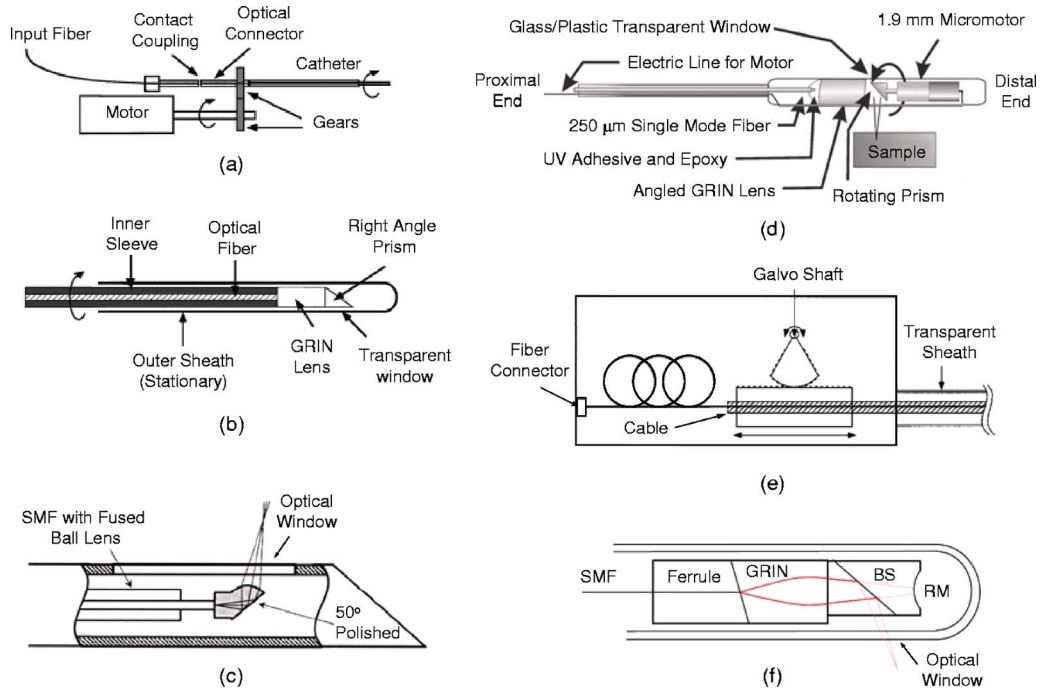 Input Fiber
Contact
Coupling
Optical
Connector
Catheter
Motor
Gears
(a)
Inner
Sleeve
Optical
Fiber
Right Angle
Prism
Outer Sheath
(Stationary)
GRIN
Lens
Transparent
window
(b)
SMF with Fused
Ball Lens
Optical
Window
50º
Polished
(c)
Glass/Plastic Transparent Window
1.9 mm Micromotor
Proximal
End
Electric Line for Motor
Distal
End
250 μm Single Mode Fiber
UV Adhesive and Epoxy
Sample
Angled GRIN Lens
Rotating Prism
(d)
Galvo Shaft
Fiber
Connector
Transparent
Sheath
Cable
(e)
SMF
Ferrule
GRIN
BS
RM
Optical
Window
(f)